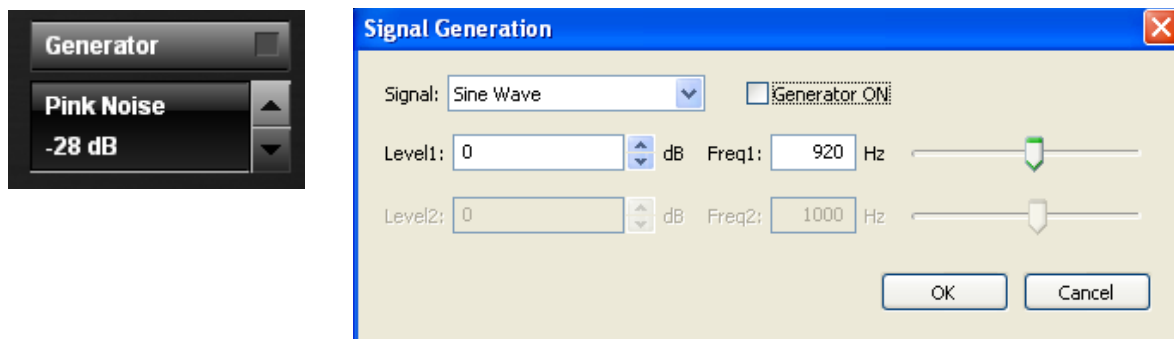 Generator
Pink Noise
-28 dB
Signal Generation
Signal: Sine Wave Generator ON
Level1: 0 dB Freq1: 920 Hz
Level2: 0 dB Freq2: 1000 Hz
OK Cancel